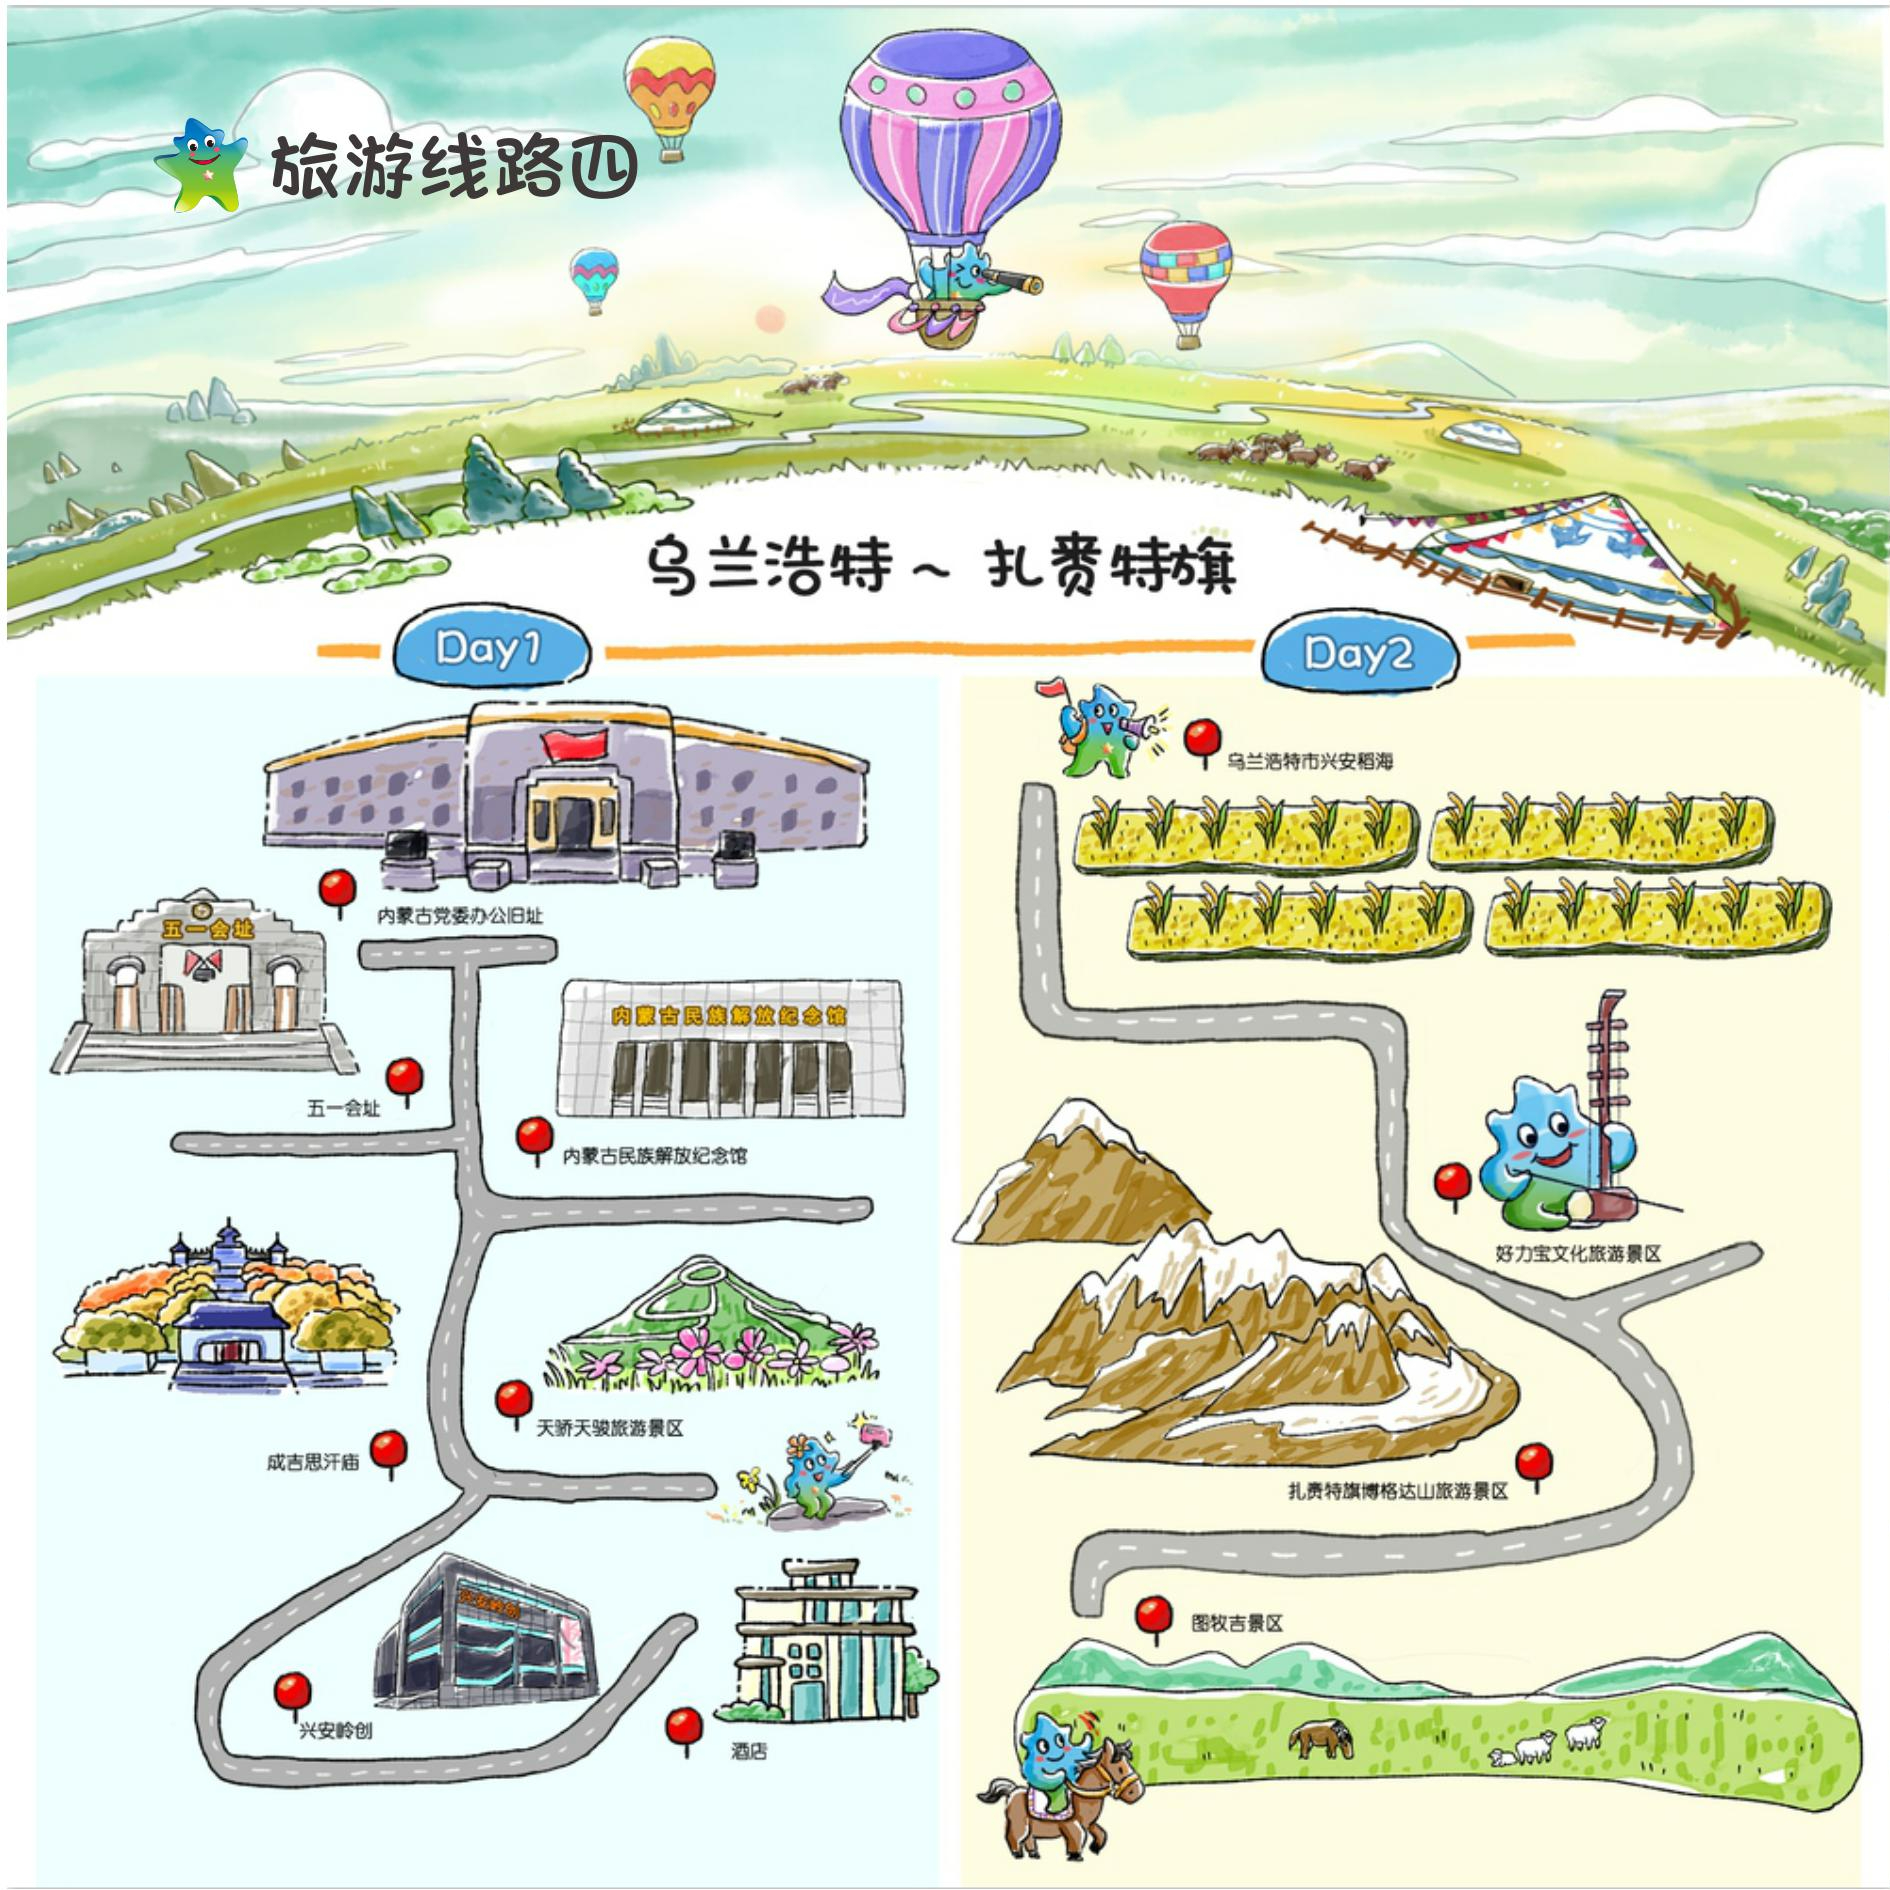 旅游线路四
乌兰浩特~扎赉特旗
Day1
Day2
内蒙古党委办公旧址
五一会址
五一会址
内蒙古民族解放纪念馆
内蒙古民族解放纪念馆
天骄天骏旅游景区
成吉思汗庙
兴安岭创
兴安岭创
酒店
乌兰浩特市兴安稻海
好力宝文化旅游景区
扎赉特旗博格达山旅游景区
图牧吉景区